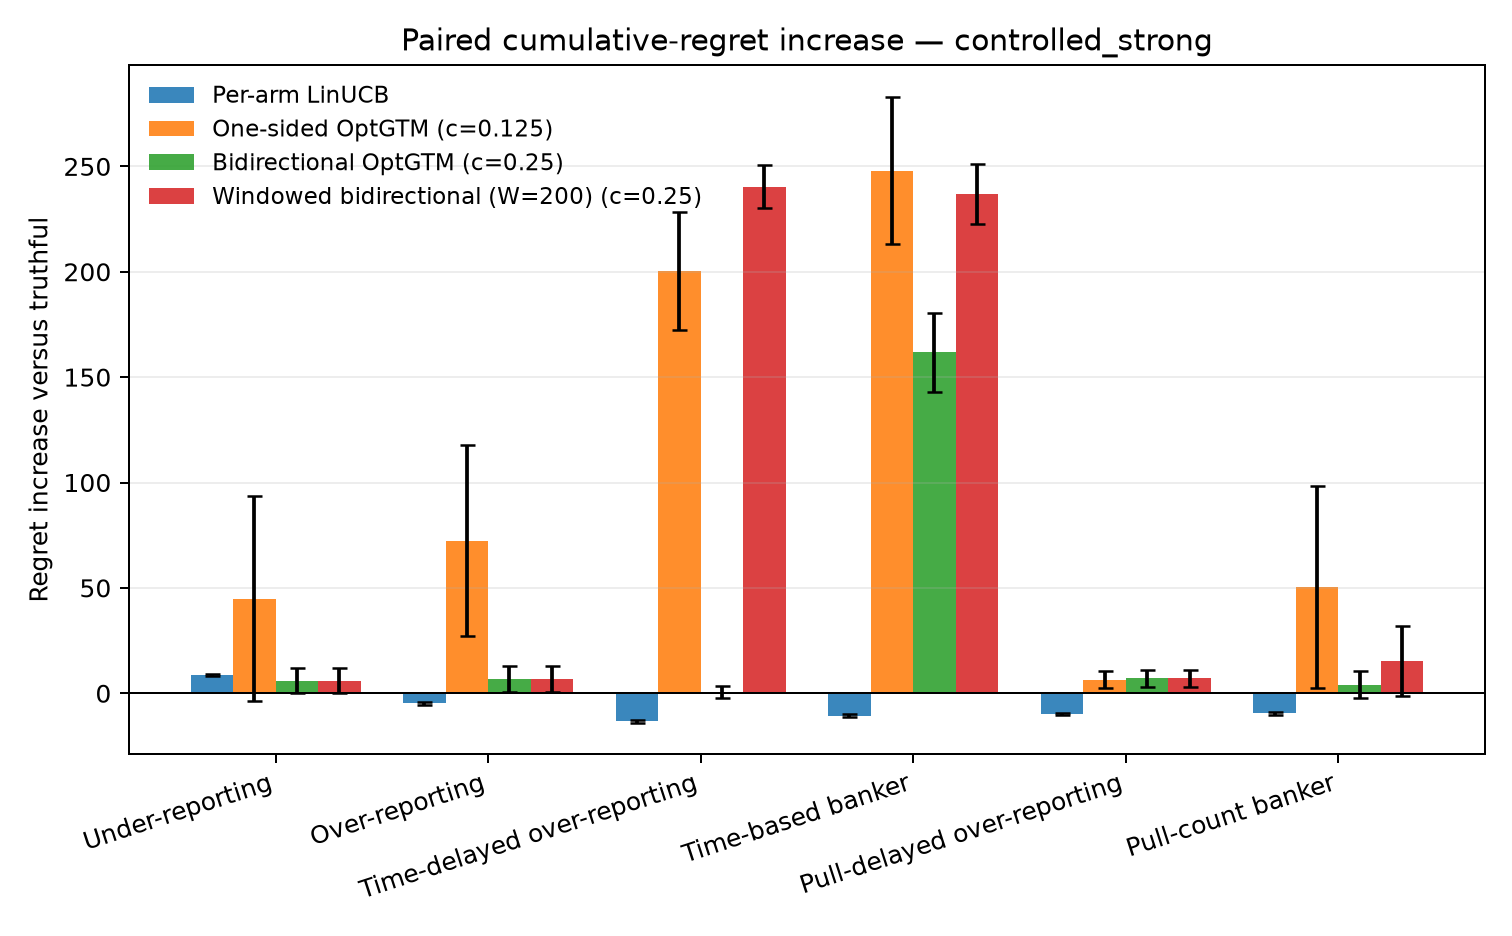 Paired cumulative-regret increase — controlled_strong
Per-arm LinUCB
One-sided OptGTM (c=0.125)
Bidirectional OptGTM (c=0.25)
Windowed bidirectional (W=200) (c=0.25)
Regret increase versus truthful
250
200
150
100
50
0
Under-reporting
Over-reporting
Time-delayed over-reporting
Time-based banker
Pull-delayed over-reporting
Pull-count banker